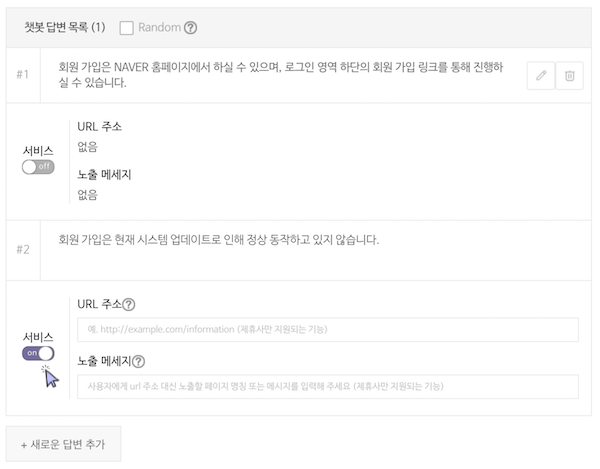 챗봇 답변 목록 (1) Random ?
#1
회원 가입은 NAVER 홈페이지에서 하실 수 있으며, 로그인 영역 하단의 회원 가입 링크를 통해 진행하
실 수 있습니다.
서비스
off
URL 주소
없음
노출 메세지
없음
#2
회원 가입은 현재 시스템 업데이트로 인해 정상 동작하고 있지 않습니다.
서비스
on
URL 주소?
예. http://example.com/information (제휴사만 지원되는 기능)
노출 메세지?
사용자에게 url 주소 대신 노출할 페이지 명칭 또는 메세지를 입력해 주세요 (제휴사만 지원되는 기능)
+ 새로운 답변 추가